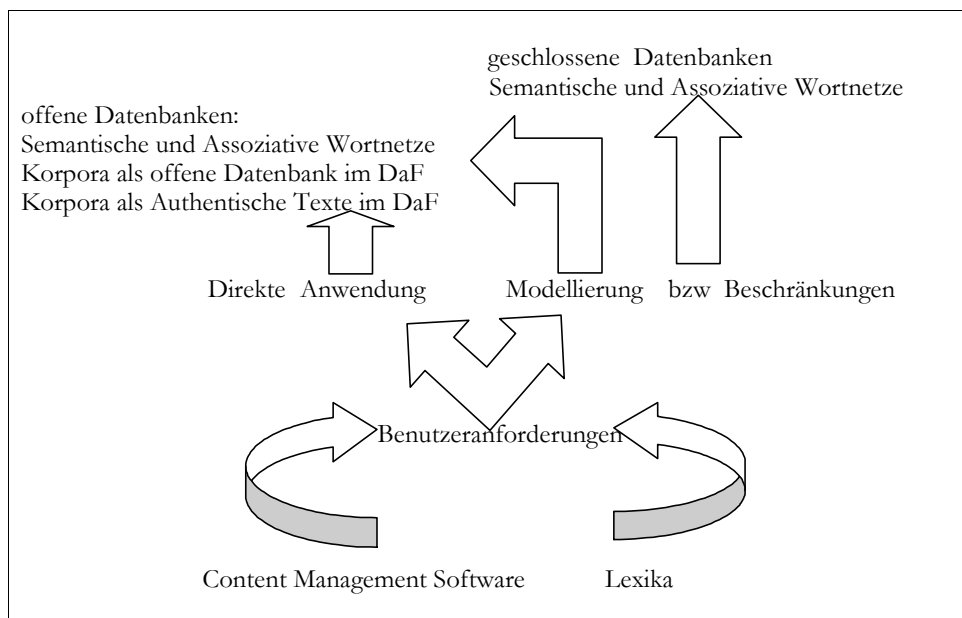 geschlossene Datenbanken
Semantische und Assoziative Wortnetze
offene Datenbanken:
Semantische und Assoziative Wortnetze
Korpora als offene Datenbank im DaF
Korpora als Authentische Texte im DaF
Direkte Anwendung
Modellierung bzw Beschränkungen
Benutzeranforderungen
Content Management Software
Lexika